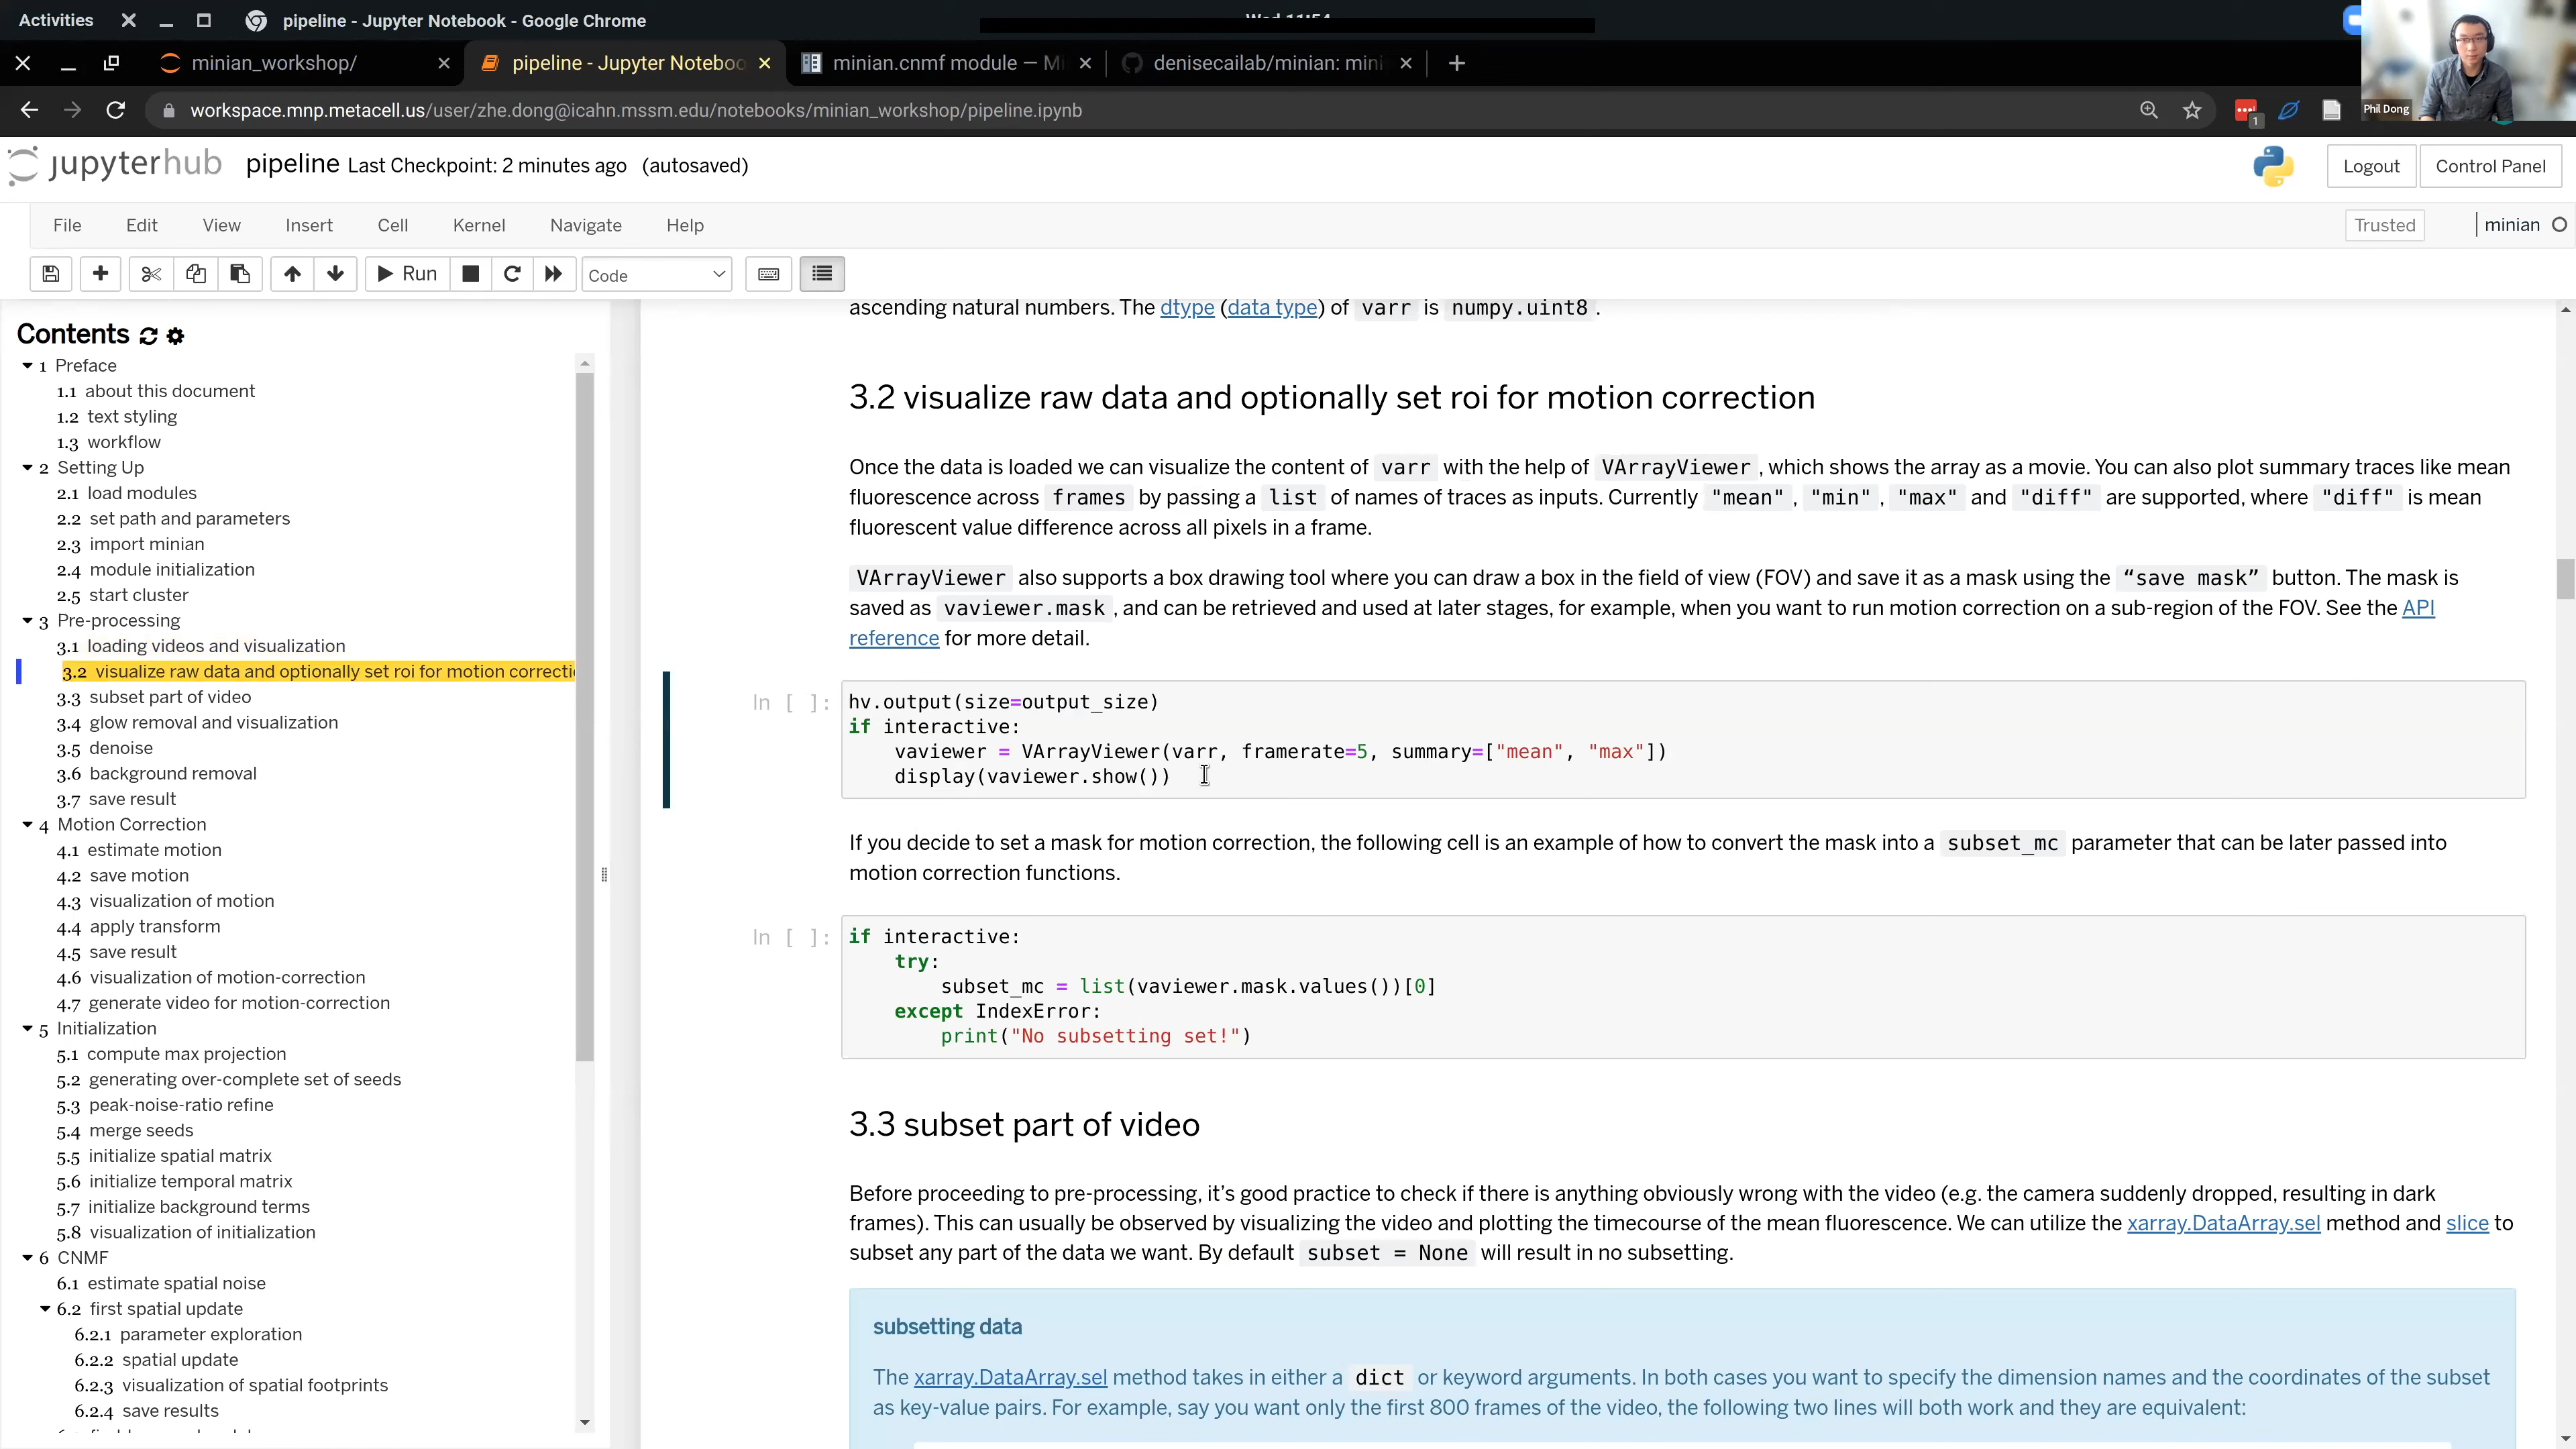 Activities
pipeline - Jupyter Notebook - Google Chrome
minian_workshop/
pipeline - Jupyter Noteboo
minian.cnmf module — Mi
denisecailab/minian: mini
workspace.mnp.metacell.us/user/zhe.dong@icahn.mssm.edu/notebooks/minian_workshop/pipeline.ipynb
1
Phil Dong
jupyterhub pipeline Last Checkpoint: 2 minutes ago (autosaved)
Logout
Control Panel
File Edit View Insert Cell Kernel Navigate Help
Trusted
minian
Run
Code
Contents
1 Preface
1.1 about this document
1.2 text styling
1.3 workflow
2 Setting Up
2.1 load modules
2.2 set path and parameters
2.3 import minian
2.4 module initialization
2.5 start cluster
3 Pre-processing
3.1 loading videos and visualization
3.2 visualize raw data and optionally set roi for motion correcti
3.3 subset part of video
3.4 glow removal and visualization
3.5 denoise
3.6 background removal
3.7 save result
4 Motion Correction
4.1 estimate motion
4.2 save motion
4.3 visualization of motion
4.4 apply transform
4.5 save result
4.6 visualization of motion-correction
4.7 generate video for motion-correction
5 Initialization
5.1 compute max projection
5.2 generating over-complete set of seeds
5.3 peak-noise-ratio refine
5.4 merge seeds
5.5 initialize spatial matrix
5.6 initialize temporal matrix
5.7 initialize background terms
5.8 visualization of initialization
6 CNMF
6.1 estimate spatial noise
6.2 first spatial update
6.2.1 parameter exploration
6.2.2 spatial update
6.2.3 visualization of spatial footprints
6.2.4 save results
ascending natural numbers. The dtype (data type) of varr is numpy.uint8 .
3.2 visualize raw data and optionally set roi for motion correction
Once the data is loaded we can visualize the content of varr with the help of VArrayViewer , which shows the array as a movie. You can also plot summary traces like mean
fluorescence across frames by passing a list of names of traces as inputs. Currently "mean" , "min" , "max" and "diff" are supported, where "diff" is mean
fluorescent value difference across all pixels in a frame.
VArrayViewer also supports a box drawing tool where you can draw a box in the field of view (FOV) and save it as a mask using the “save mask” button. The mask is
saved as vaviewer.mask , and can be retrieved and used at later stages, for example, when you want to run motion correction on a sub-region of the FOV. See the API
reference for more detail.
In [ ]: hv.output(size=output_size)
if interactive:
vaviewer = VArrayViewer(varr, framerate=5, summary=["mean", "max"])
display(vaviewer.show())
If you decide to set a mask for motion correction, the following cell is an example of how to convert the mask into a subset_mc parameter that can be later passed into
motion correction functions.
In [ ]: if interactive:
try:
subset_mc = list(vaviewer.mask.values())[0]
except IndexError:
print("No subsetting set!")
3.3 subset part of video
Before proceeding to pre-processing, it’s good practice to check if there is anything obviously wrong with the video (e.g. the camera suddenly dropped, resulting in dark
frames). This can usually be observed by visualizing the video and plotting the timecourse of the mean fluorescence. We can utilize the xarray.DataArray.sel method and slice to
subset any part of the data we want. By default subset = None will result in no subsetting.
subsetting data
The xarray.DataArray.sel method takes in either a dict or keyword arguments. In both cases you want to specify the dimension names and the coordinates of the subset
as key-value pairs. For example, say you want only the first 800 frames of the video, the following two lines will both work and they are equivalent: